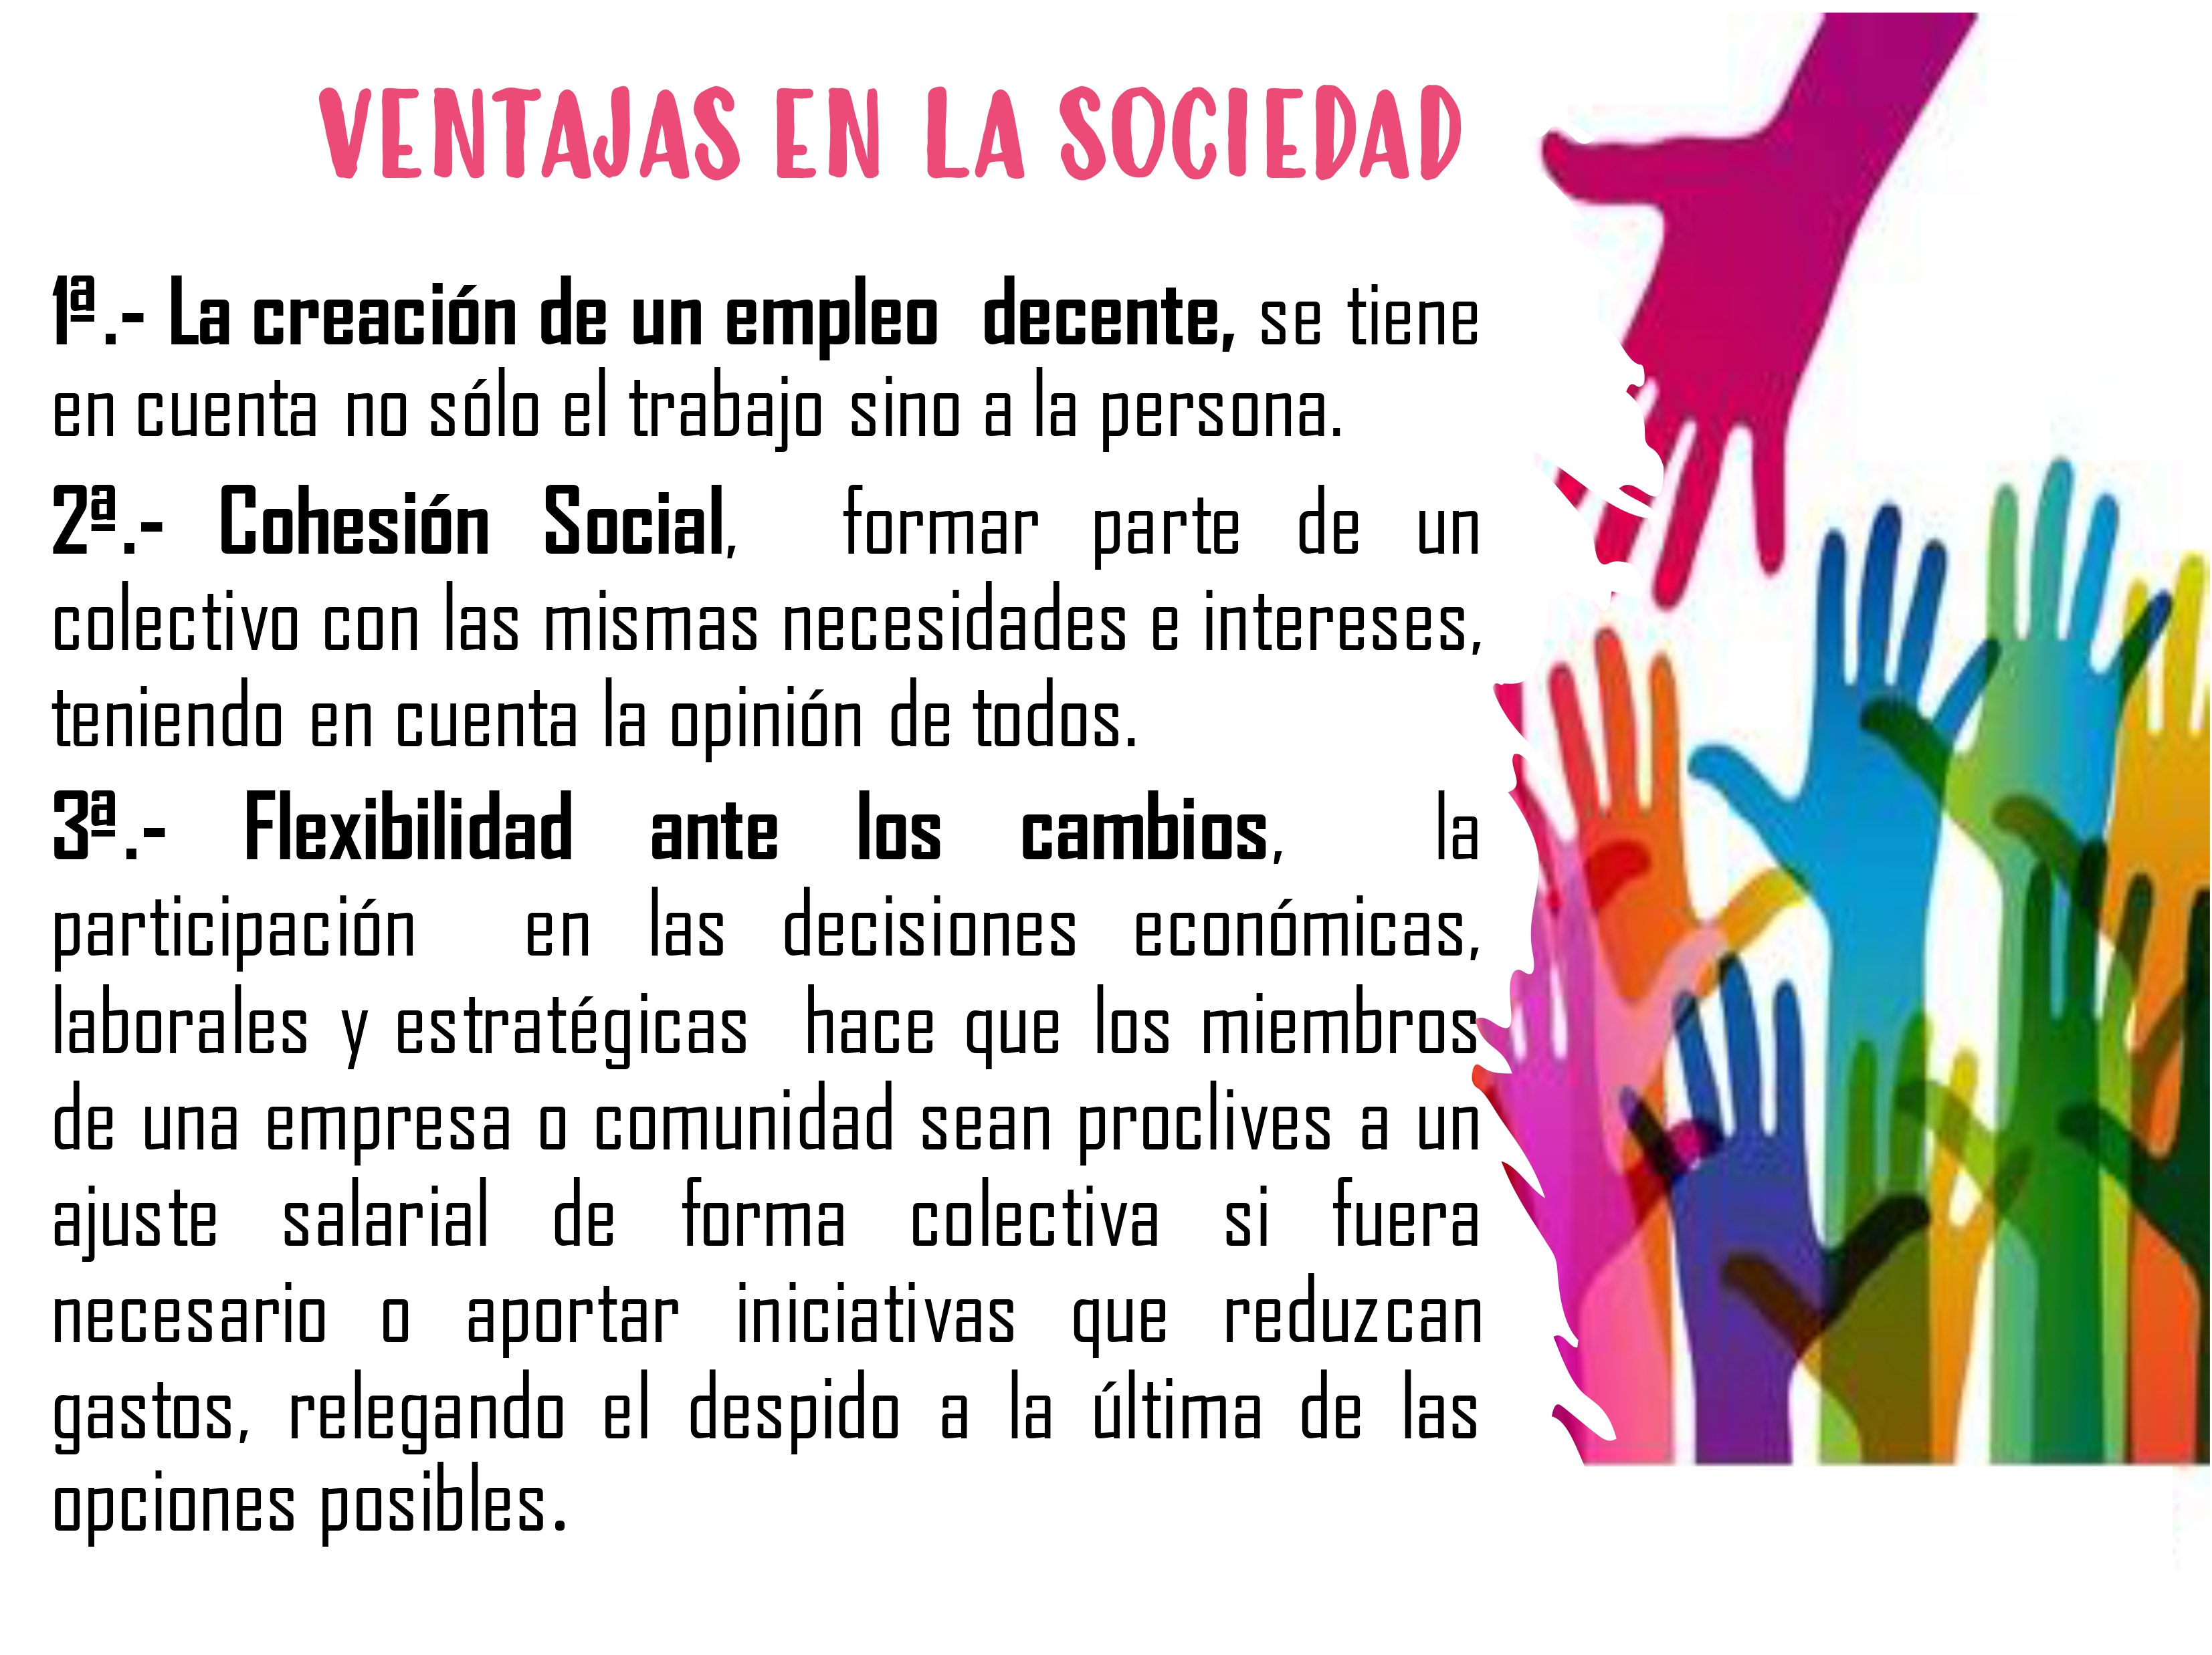 VENTAJAS EN LA SOCIEDAD
1ª.- La creación de un empleo decente, se tiene
en cuenta no sólo el trabajo sino a la persona.
2ª.- Cohesión Social, formar parte de un
colectivo con las mismas necesidades e intereses,
teniendo en cuenta la opinión de todos.
3ª.- Flexibilidad ante los cambios, la
participación en las decisiones económicas,
laborales y estratégicas hace que los miembros
de una empresa o comunidad sean proclives a un
ajuste salarial de forma colectiva si fuera
necesario o aportar iniciativas que reduzcan
gastos, relegando el despido a la última de las
opciones posibles.